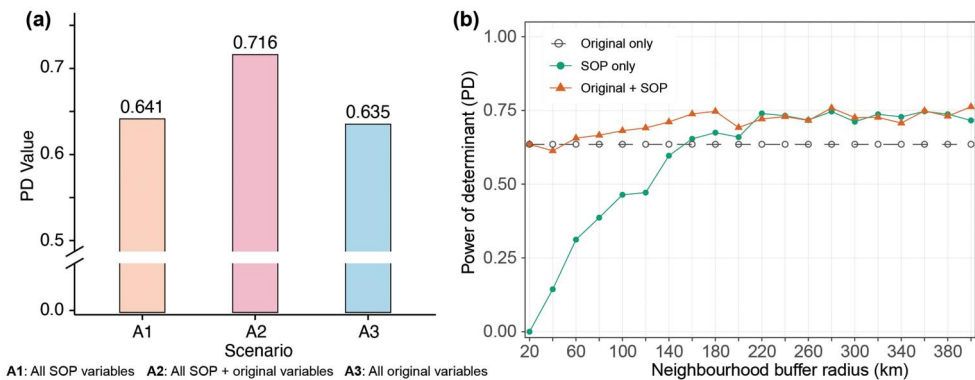 (a)
0.7
0.6
0.5
0.0
PD Value
0.641
0.716
0.635
A1 A2 A3
Scenario
A1: All SOP variables A2: All SOP + original variables A3: All original variables
(b)
1.00
0.75
0.50
0.25
0.00
Power of determinant (PD)
Original only
SOP only
Original + SOP
20 60 100 140 180 220 260 300 340 380
Neighbourhood buffer radius (km)